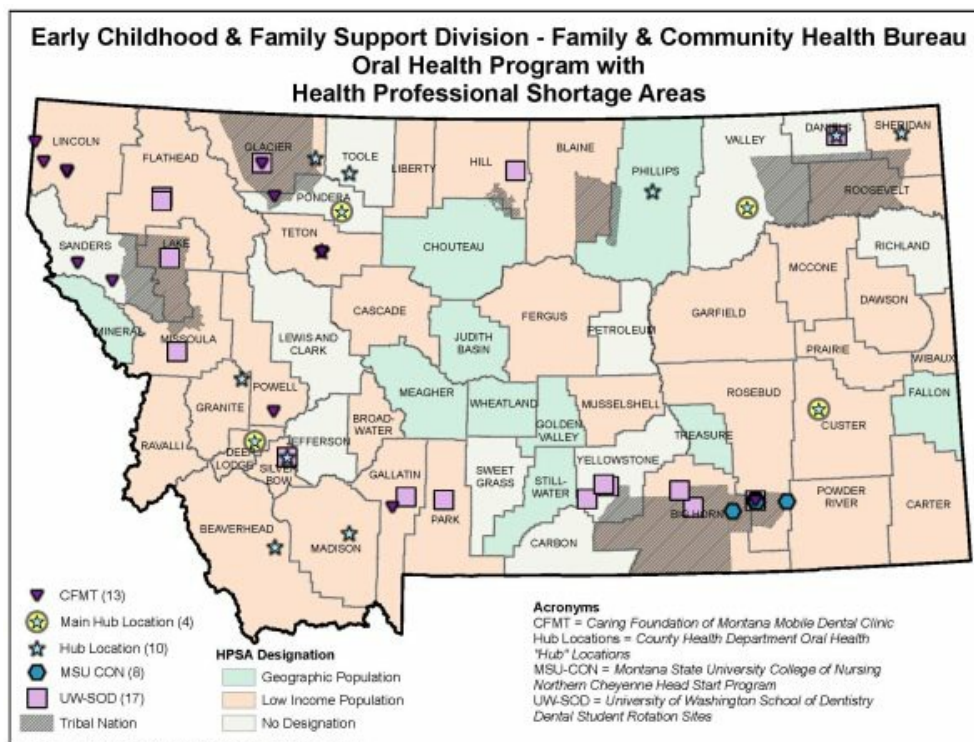 Early Childhood & Family Support Division - Family & Community Health Bureau
Oral Health Program with
Health Professional Shortage Areas
LINCOLN
FLATHEAD
GLACIER
TOOLE
LIBERTY
HILL
BLAINE
PHILLIPS
VALLEY
DANIELS
SHERIDAN
ROOSEVELT
PONDERA
TETON
CHOUTEAU
RICHLAND
SANDERS
LAKE
MCCONE
DAWSON
CASCADE
FERGUS
GARFIELD
MINERAL
MISSOULA
LEWIS AND
CLARK
JUDITH
BASIN
PETROLEUM
PRAIRIE
WIBAUX
POWELL
GRANITE
MEAGHER
WHEATLAND
GOLDEN
VALLEY
MUSSELSHELL
ROSEBUD
CUSTER
FALLON
TREASURE
RAVALLI
DEER
LODGE
SILVER
BOW
JEFFERSON
BROAD-
WATER
GALLATIN
PARK
SWEET
GRASS
STILL-
WATER
YELLOWSTONE
BIG HORN
POWDER
RIVER
CARTER
BEAVERHEAD
MADISON
CARBON
CFMT (13)
Main Hub Location (4)
Hub Location (10)
MSU CON (8)
UW-SOD (17)
Tribal Nation
HPSA Designation
Geographic Population
Low Income Population
No Designation
Acronyms
CFMT = Caring Foundation of Montana Mobile Dental Clinic
Hub Locations = County Health Department Oral Health
"Hub" Locations
MSU-CON = Montana State University College of Nursing
Northern Cheyenne Head Start Program
UW-SOD = University of Washington School of Dentistry
Dental Student Rotation Sites